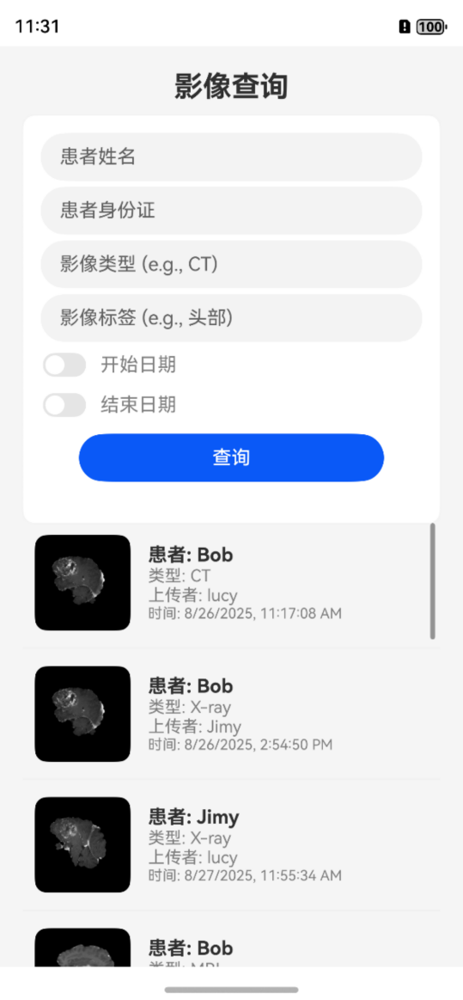 11:31
100
影像查询
患者姓名
患者身份证
影像类型 (e.g., CT)
影像标签 (e.g., 头部)
开始日期
结束日期
查询
患者: Bob
类型: CT
上传者: lucy
时间: 8/26/2025, 11:17:08 AM
患者: Bob
类型: X-ray
上传者: Jimy
时间: 8/26/2025, 2:54:50 PM
患者: Jimy
类型: X-ray
上传者: lucy
时间: 8/27/2025, 11:55:34 AM
患者: Bob
类型: MRI